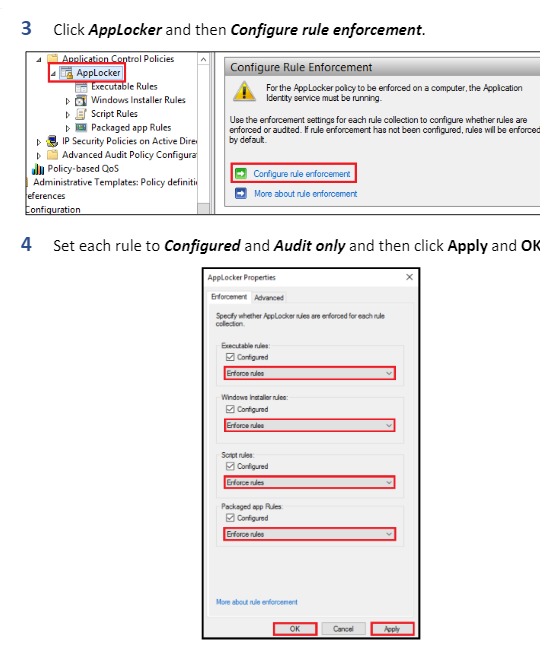 3 Click AppLocker and then Configure rule enforcement.
Application Control Policies
AppLocker
Executable Rules
Windows Installer Rules
Script Rules
Packaged app Rules
IP Security Policies on Active Dire
Advanced Audit Policy Configura
Policy-based QoS
Administrative Templates: Policy definiti
eferences
Configuration
Configure Rule Enforcement
For the AppLocker policy to be enforced on a computer, the Application
Identity service must be running.
Use the enforcement settings for each rule collection to configure whether rules are
enforced or audited. If rule enforcement has not been configured, rules will be enforced
by default.
Configure rule enforcement
More about rule enforcement
4 Set each rule to Configured and Audit only and then click Apply and OK
AppLocker Properties
Enforcement Advanced
Specify whether AppLocker rules are enforced for each rule
collection.
Executable rules:
Configured
Enforce rules
Windows Installer rules:
Configured
Enforce rules
Script rules:
Configured
Enforce rules
Packaged app Rules:
Configured
Enforce rules
More about rule enforcement
OK Cancel Apply